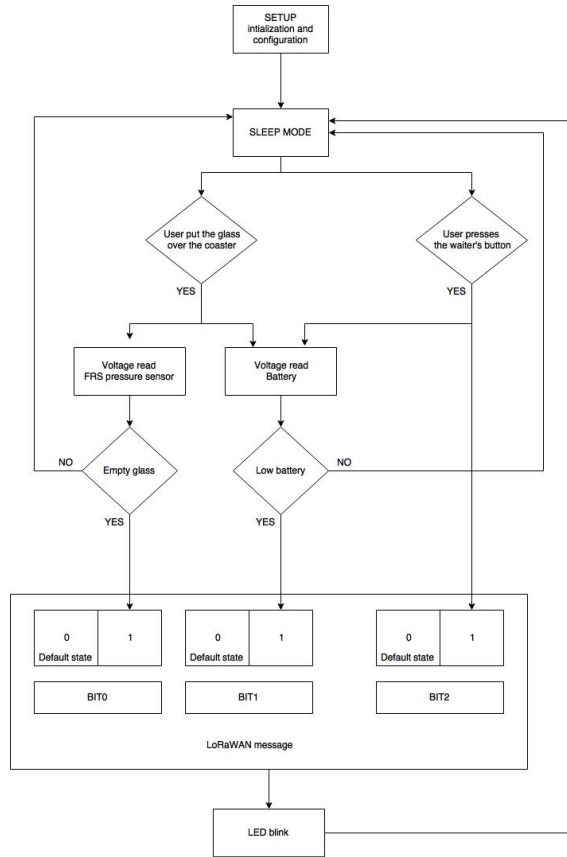 SETUP
intialization and
configuration
SLEEP MODE
User put the glass
over the coaster
User presses
the waiter's button
YES
YES
Voltage read
FRS pressure sensor
Voltage read
Battery
NO
Empty glass
Low battery
NO
YES
YES
0
1
Default state
0
1
Default state
0
1
Default state
BIT0
BIT1
BIT2
LoRaWAN message
LED blink